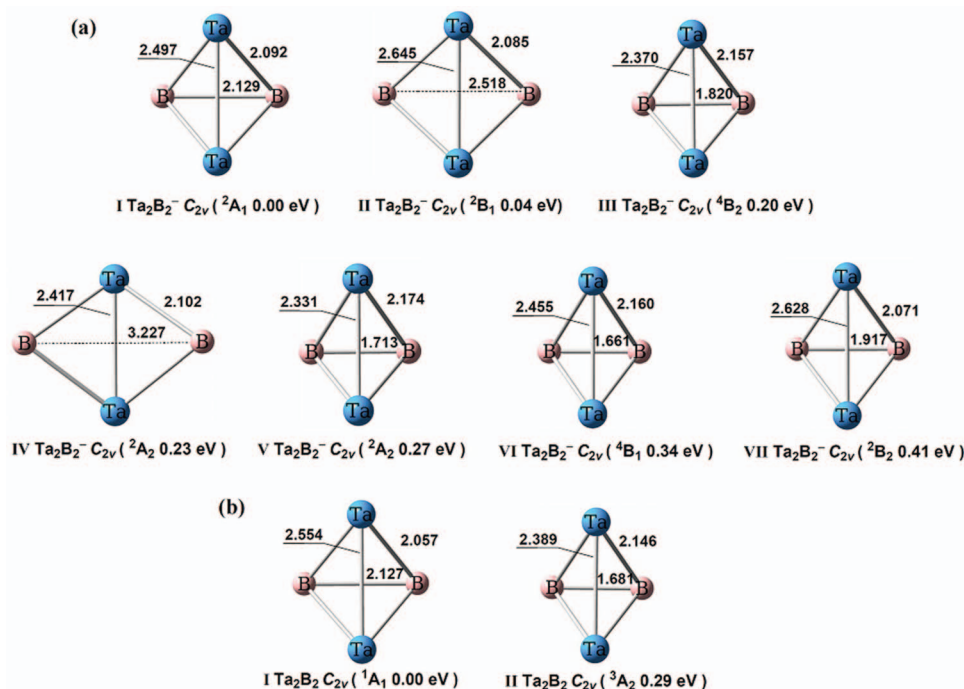 (a)
Ta Ta Ta
2.497 2.092 2.645 2.085 2.370 2.157
2.129 2.518 1.820
B B B B B B
Ta Ta Ta
I Ta₂B₂⁻ C₂ᵥ ( ²A₁ 0.00 eV ) II Ta₂B₂⁻ C₂ᵥ ( ²B₁ 0.04 eV) III Ta₂B₂⁻ C₂ᵥ ( ⁴B₂ 0.20 eV )
Ta Ta Ta Ta
2.417 2.102 2.331 2.174 2.455 2.160 2.628 2.071
B 3.227 B B 1.713 B B 1.661 B B 1.917 B
Ta Ta Ta Ta
IV Ta₂B₂⁻ C₂ᵥ ( ²A₂ 0.23 eV ) V Ta₂B₂⁻ C₂ᵥ ( ²A₂ 0.27 eV ) VI Ta₂B₂⁻ C₂ᵥ ( ⁴B₁ 0.34 eV ) VII Ta₂B₂⁻ C₂ᵥ ( ²B₂ 0.41 eV )
(b)
Ta Ta
2.554 2.057 2.389 2.146
B 2.127 B B 1.681 B
Ta Ta
I Ta₂B₂ C₂ᵥ ( ¹A₁ 0.00 eV ) II Ta₂B₂ C₂ᵥ ( ³A₂ 0.29 eV )